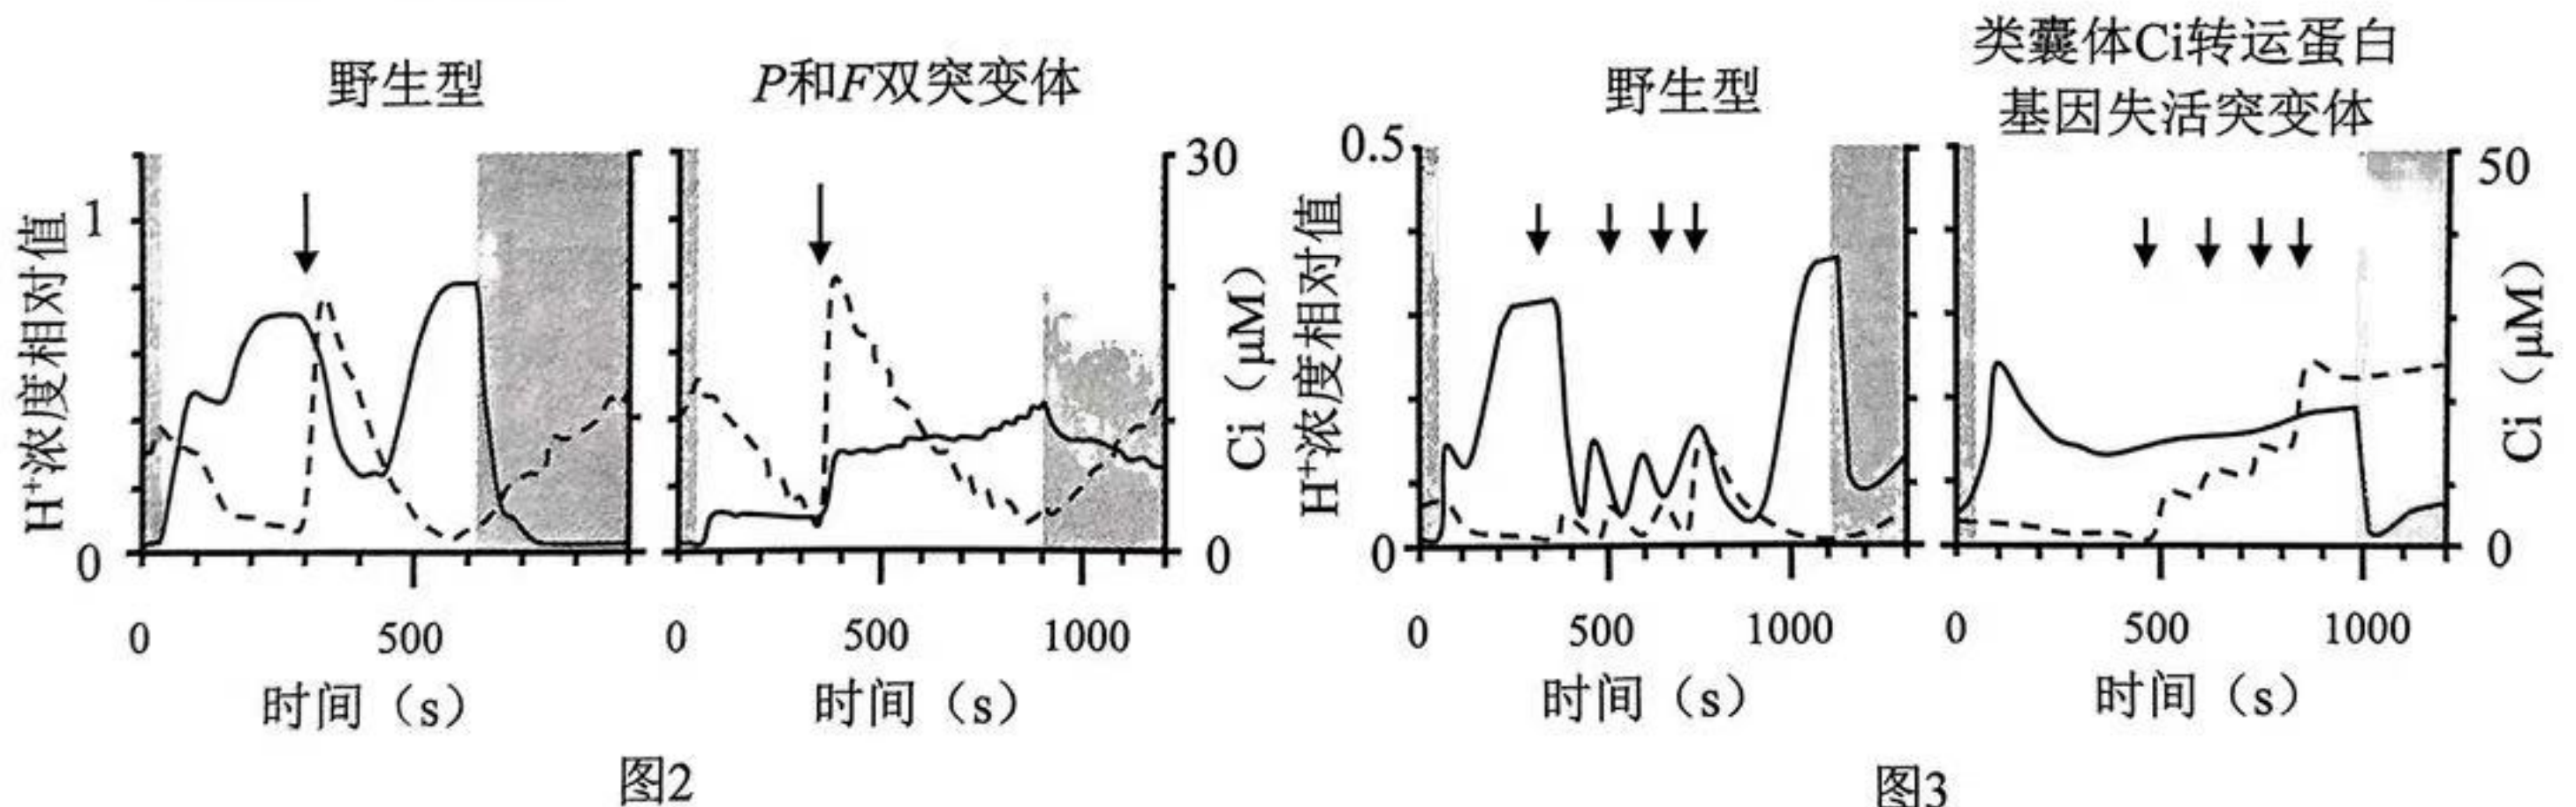 野生型
P和F双突变体
H⁺浓度相对值
1
0
30
0
Ci（μM）
0
500
0
500
1000
时间（s）
时间（s）
图2
野生型
类囊体Ci转运蛋白
基因失活突变体
H⁺浓度相对值
0.5
0
50
0
Ci（μM）
0
500
1000
0
500
1000
时间（s）
时间（s）
图3